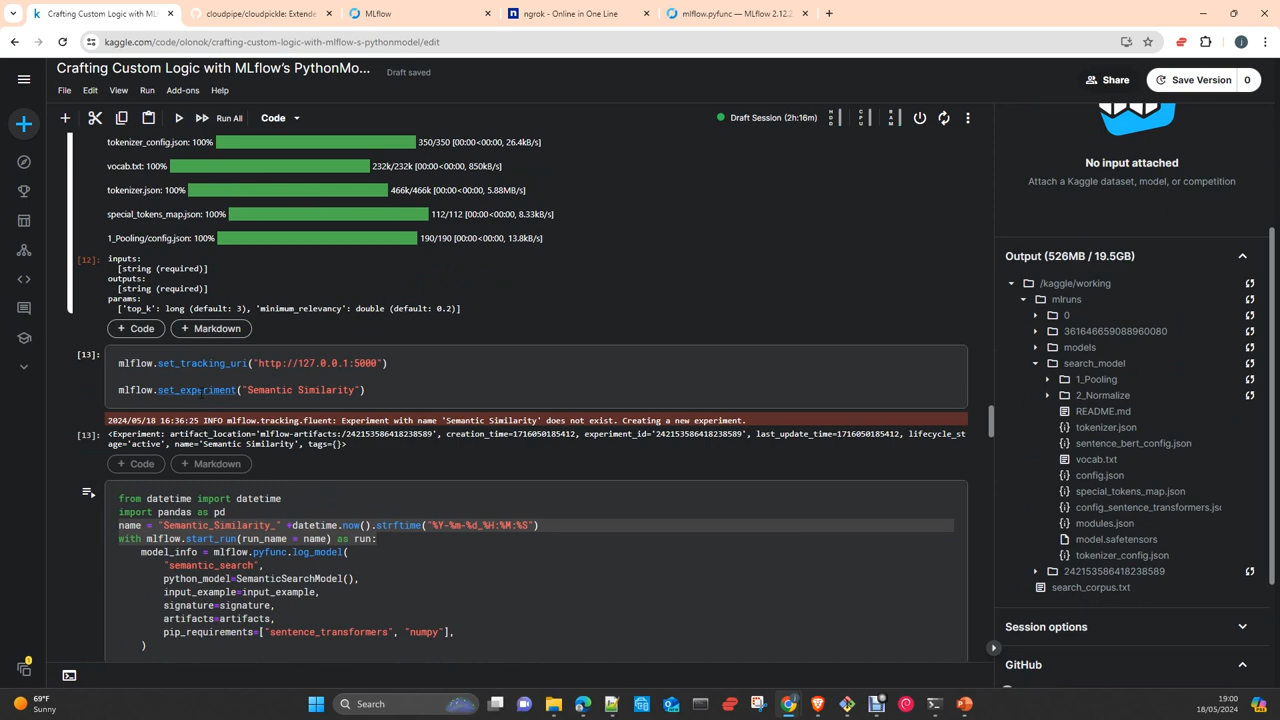 Crafting Custom Logic with ML
cloudpipe/cloudpickle: Extende
MLflow
ngrok - Online in One Line
mlflow.pyfunc — MLflow 2.12.2
kaggle.com/code/olonok/crafting-custom-logic-with-mlflow-s-pythonmodel/edit
Crafting Custom Logic with MLflow's PythonMo...
Draft saved
Share
Save Version
0
File
Edit
View
Run
Add-ons
Help
Run All
Code
Draft Session (2h:16m)
HDD
CPU
RAM
tokenizer_config.json: 100% 350/350 [00:00<00:00, 26.4kB/s]
vocab.txt: 100% 232k/232k [00:00<00:00, 850kB/s]
tokenizer.json: 100% 466k/466k [00:00<00:00, 5.88MB/s]
special_tokens_map.json: 100% 112/112 [00:00<00:00, 8.33kB/s]
1_Pooling/config.json: 100% 190/190 [00:00<00:00, 13.8kB/s]
[12]:
inputs:
[string (required)]
outputs:
[string (required)]
params:
['top_k': long (default: 3), 'minimum_relevancy': double (default: 0.2)]
+ Code
+ Markdown
[13]:
mlflow.set_tracking_uri("http://127.0.0.1:5000")
mlflow.set_experiment("Semantic Similarity")
2024/05/18 16:36:25 INFO mlflow.tracking.fluent: Experiment with name 'Semantic Similarity' does not exist. Creating a new experiment.
[13]:
<Experiment: artifact_location='mlflow-artifacts:/242153586418238589', creation_time=1716050185412, experiment_id='242153586418238589', last_update_time=1716050185412, lifecycle_st
age='active', name='Semantic Similarity', tags={}>
+ Code
+ Markdown
from datetime import datetime
import pandas as pd
name = "Semantic_Similarity_" +datetime.now().strftime("%Y-%m-%d_%H:%M:%S")
with mlflow.start_run(run_name = name) as run:
model_info = mlflow.pyfunc.log_model(
"semantic_search",
python_model=SemanticSearchModel(),
input_example=input_example,
signature=signature,
artifacts=artifacts,
pip_requirements=["sentence_transformers", "numpy"],
)
No input attached
Attach a Kaggle dataset, model, or competition
Output (526MB / 19.5GB)
/kaggle/working
mlruns
0
361646659088960080
models
search_model
1_Pooling
2_Normalize
README.md
tokenizer.json
sentence_bert_config.json
vocab.txt
config.json
special_tokens_map.json
config_sentence_transformers.jsc
modules.json
model.safetensors
tokenizer_config.json
242153586418238589
search_corpus.txt
Session options
GitHub
69°F
Sunny
Search
19:00
18/05/2024